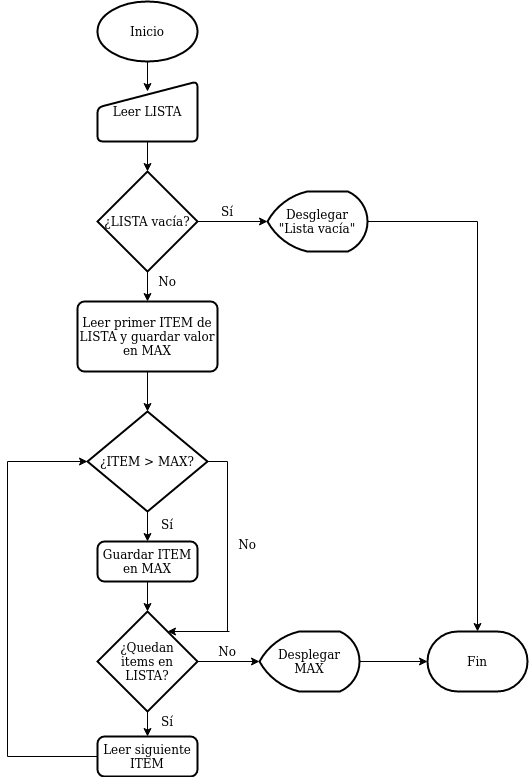 Inicio
Leer LISTA
¿LISTA vacía?
Sí
Desglegar
"Lista vacía"
No
Leer primer ITEM de
LISTA y guardar valor
en MAX
¿ITEM > MAX?
Sí
No
Guardar ITEM
en MAX
¿Quedan
items en
LISTA?
No
Desplegar
MAX
Fin
Sí
Leer siguiente
ITEM